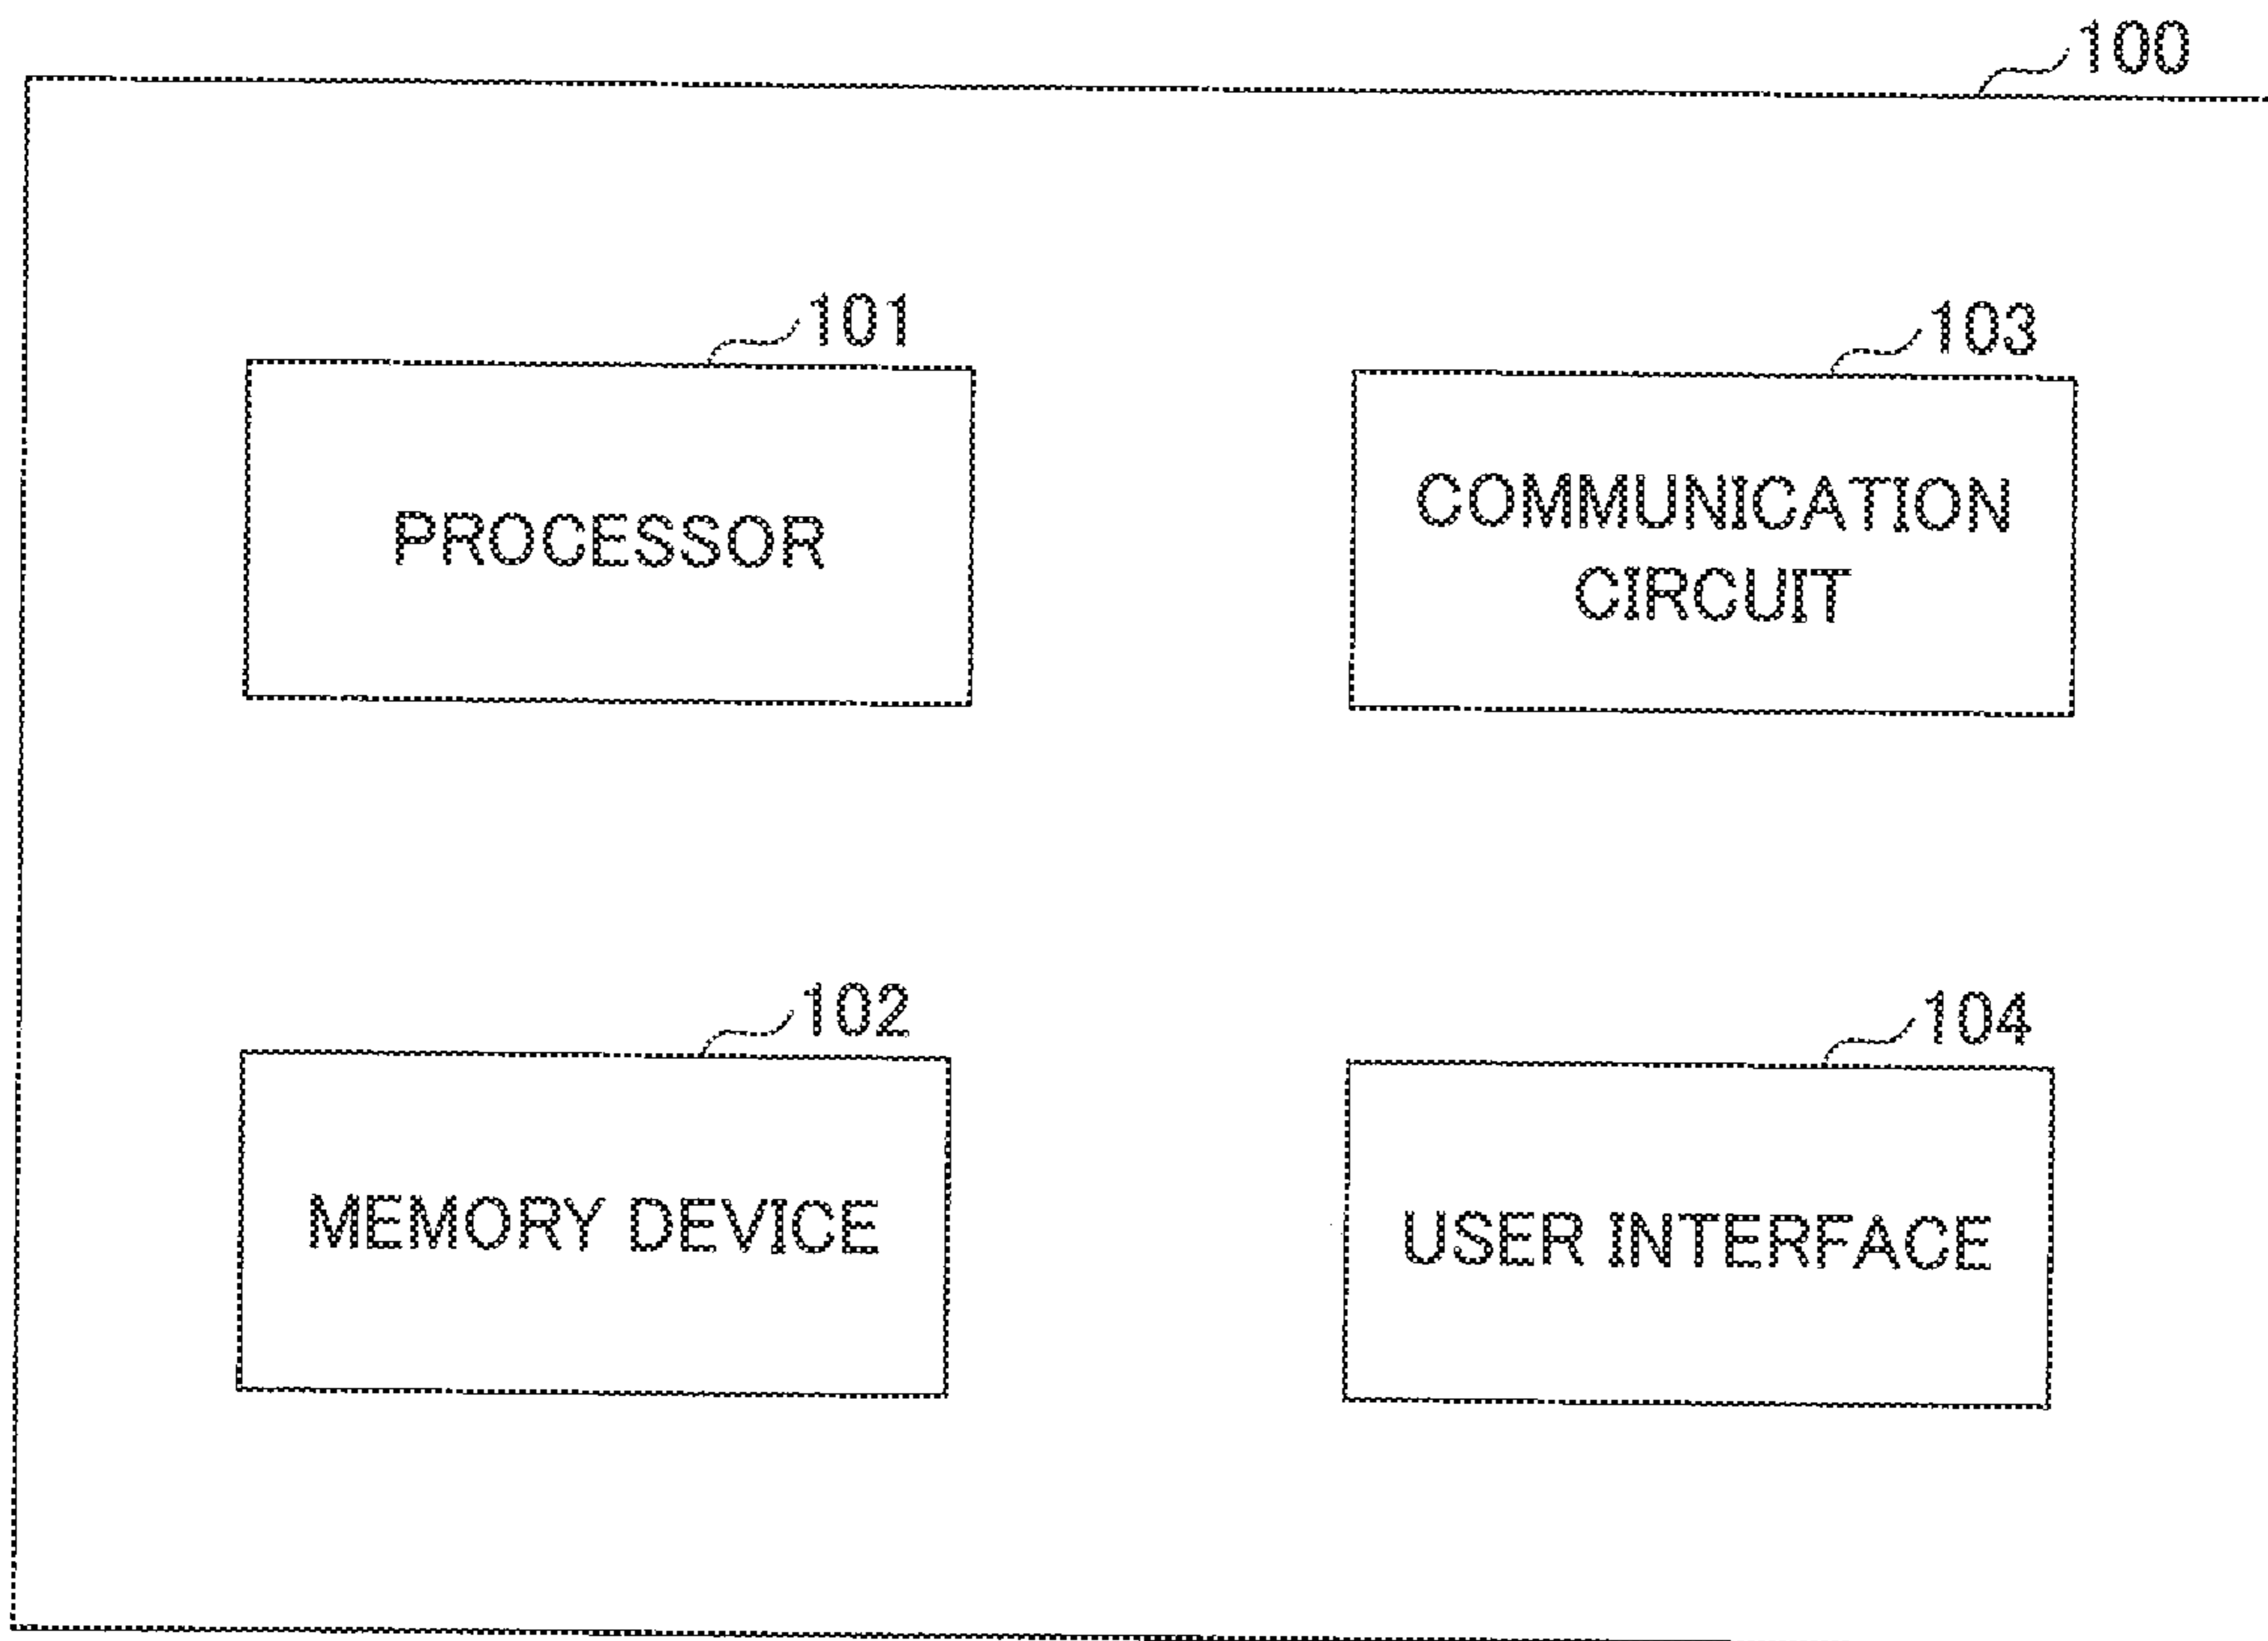 100
101
PROCESSOR
103
COMMUNICATION
CIRCUIT
102
MEMORY DEVICE
104
USER INTERFACE